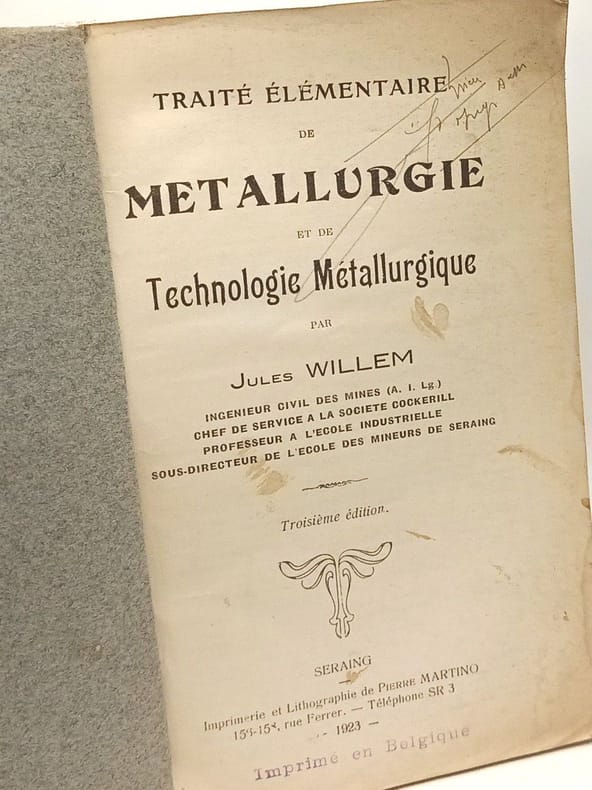 TRAITÉ ÉLÉMENTAIRE
DE
METALLURGIE
ET DE
Technologie Métallurgique
PAR
JULES WILLEM
INGENIEUR CIVIL DES MINES (A. I. Lg.)
CHEF DE SERVICE A LA SOCIETE COCKERILL
PROFESSEUR A L'ECOLE INDUSTRIELLE
SOUS-DIRECTEUR DE L'ECOLE DES MINEURS DE SERAING
Troisième édition.
SERAING
Imprimerie et Lithographie de PIERRE MARTINO
rue Ferrer. — Téléphone SR 3
1923 —
Imprimé en Belgique